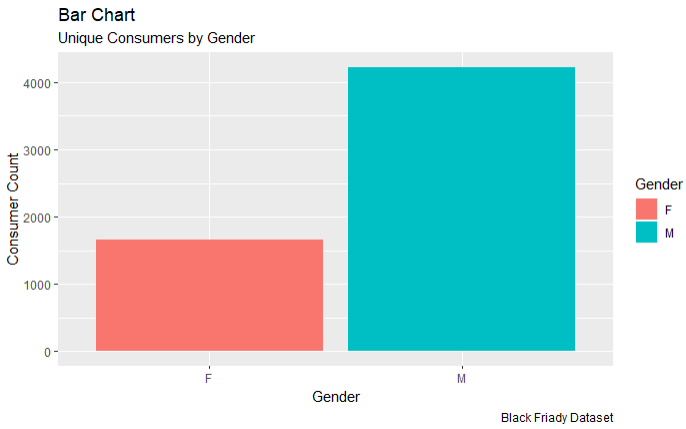 Bar Chart
Unique Consumers by Gender
Consumer Count
4000
3000
2000
1000
0
F
M
Gender
Gender
F
M
Black Friady Dataset